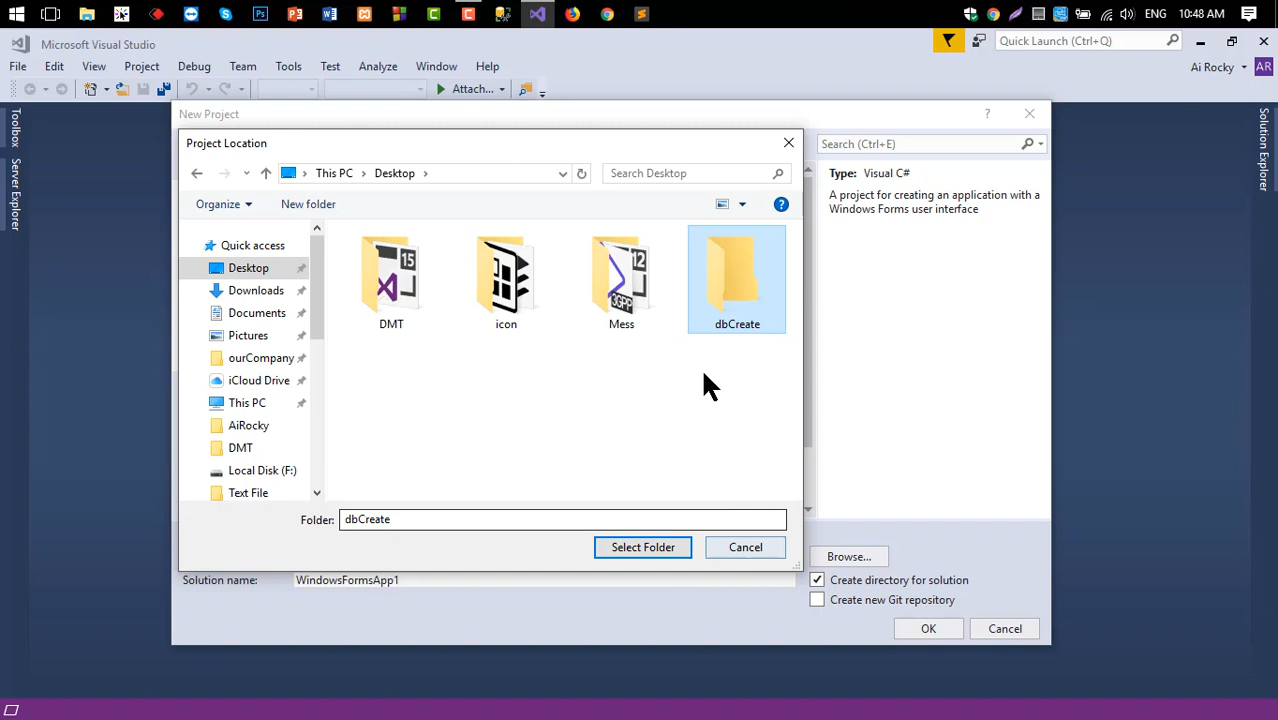 ENG
10:48 AM
Microsoft Visual Studio
Quick Launch (Ctrl+Q)
File Edit View Project Debug Team Tools Test Analyze Window Help
Ai Rocky
AR
Attach...
Toolbox
Server Explorer
Solution Explorer
New Project
?
Project Location
This PC
Desktop
Search Desktop
Search (Ctrl+E)
Type: Visual C#
A project for creating an application with a
Windows Forms user interface
Organize
New folder
?
Quick access
Desktop
Downloads
Documents
Pictures
ourCompany
iCloud Drive
This PC
AiRocky
DMT
Local Disk (F:)
Text File
15
DMT
icon
12
3GPP
Mess
dbCreate
Folder: dbCreate
Select Folder
Cancel
Browse...
Solution name: WindowsFormsApp1
Create directory for solution
Create new Git repository
OK
Cancel